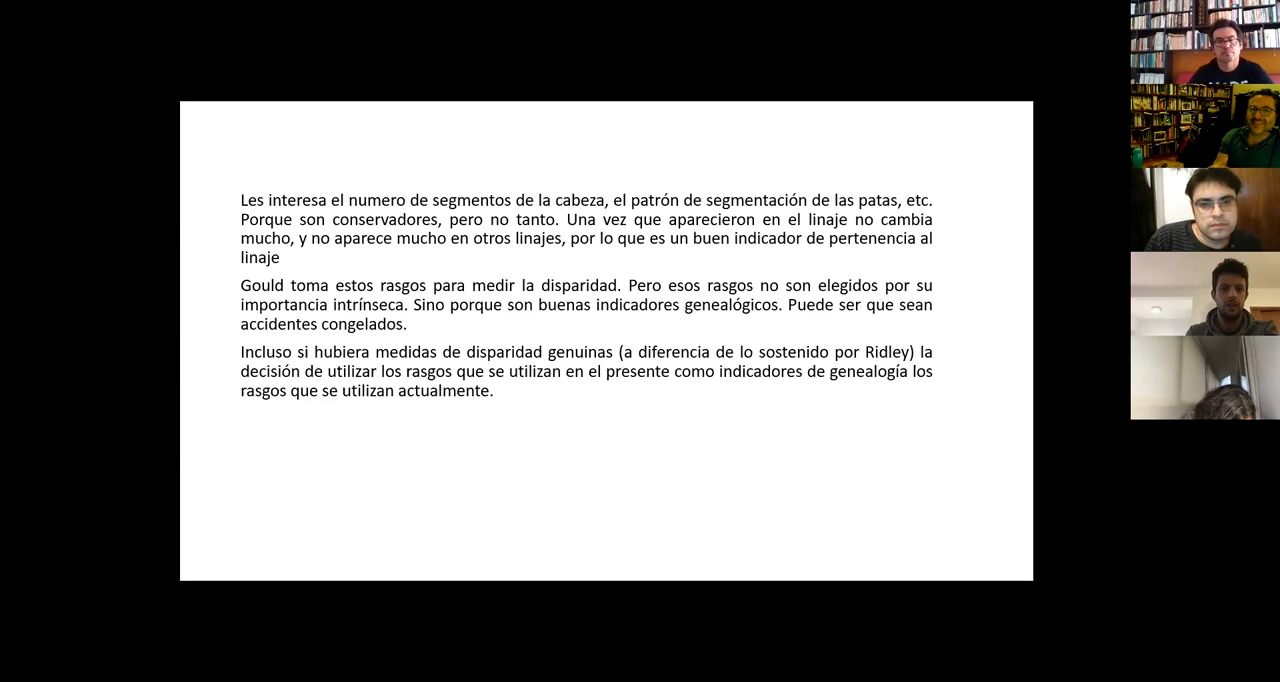 Les interesa el numero de segmentos de la cabeza, el patrón de segmentación de las patas, etc.
Porque son conservadores, pero no tanto. Una vez que aparecieron en el linaje no cambia
mucho, y no aparece mucho en otros linajes, por lo que es un buen indicador de pertenencia al
linaje
Gould toma estos rasgos para medir la disparidad. Pero esos rasgos no son elegidos por su
importancia intrínseca. Sino porque son buenas indicadores genealógicos. Puede ser que sean
accidentes congelados.
Incluso si hubiera medidas de disparidad genuinas (a diferencia de lo sostenido por Ridley) la
decisión de utilizar los rasgos que se utilizan en el presente como indicadores de genealogía los
rasgos que se utilizan actualmente.